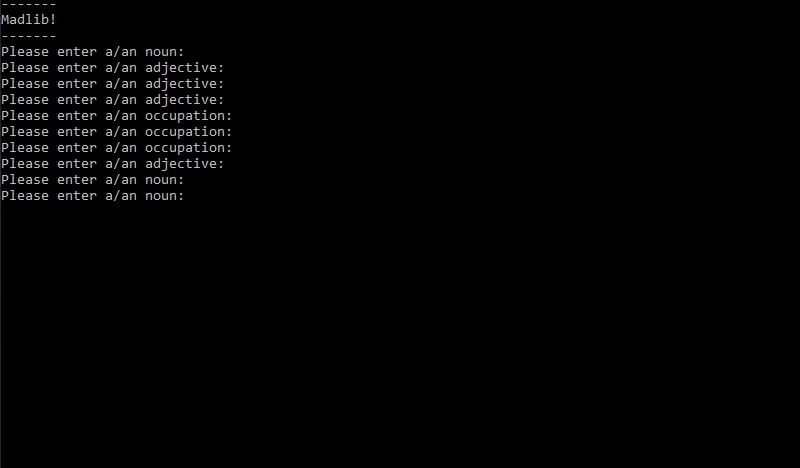 -------
Madlib!
-------
Please enter a/an noun:
Please enter a/an adjective:
Please enter a/an adjective:
Please enter a/an adjective:
Please enter a/an occupation:
Please enter a/an occupation:
Please enter a/an occupation:
Please enter a/an adjective:
Please enter a/an noun:
Please enter a/an noun: